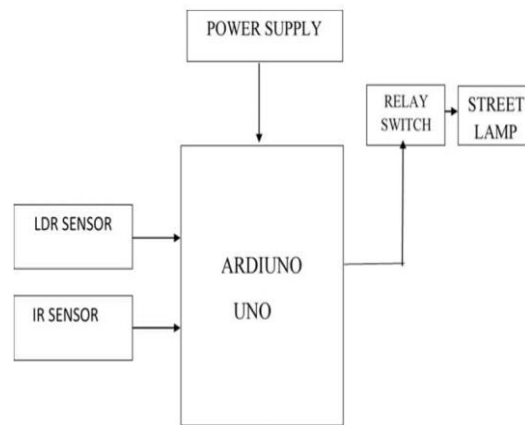 POWER SUPPLY
RELAY
SWITCH
STREET
LAMP
LDR SENSOR
ARDIUNO
UNO
IR SENSOR